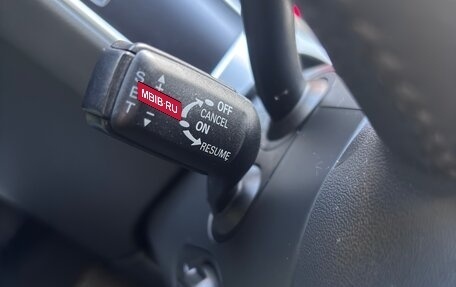 SET
MBIB.RU
OFF
CANCEL
ON
RESUME